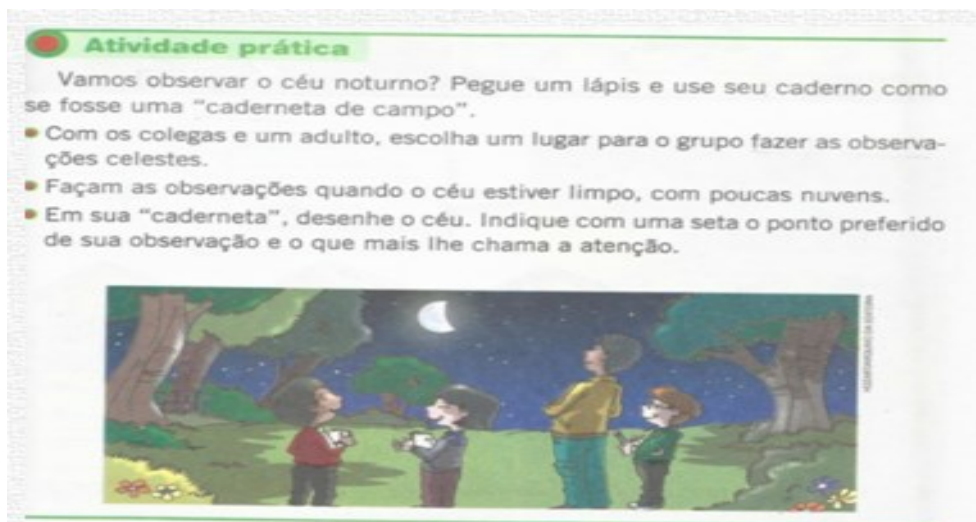 Atividade prática
Vamos observar o céu noturno? Pegue um lápis e use seu caderno como
se fosse uma “caderneta de campo”.
Com os colegas e um adulto, escolha um lugar para o grupo fazer as observa-
ções celestes.
Façam as observações quando o céu estiver limpo, com poucas nuvens.
Em sua “caderneta”, desenhe o céu. Indique com uma seta o ponto preferido
de sua observação e o que mais lhe chama a atenção.